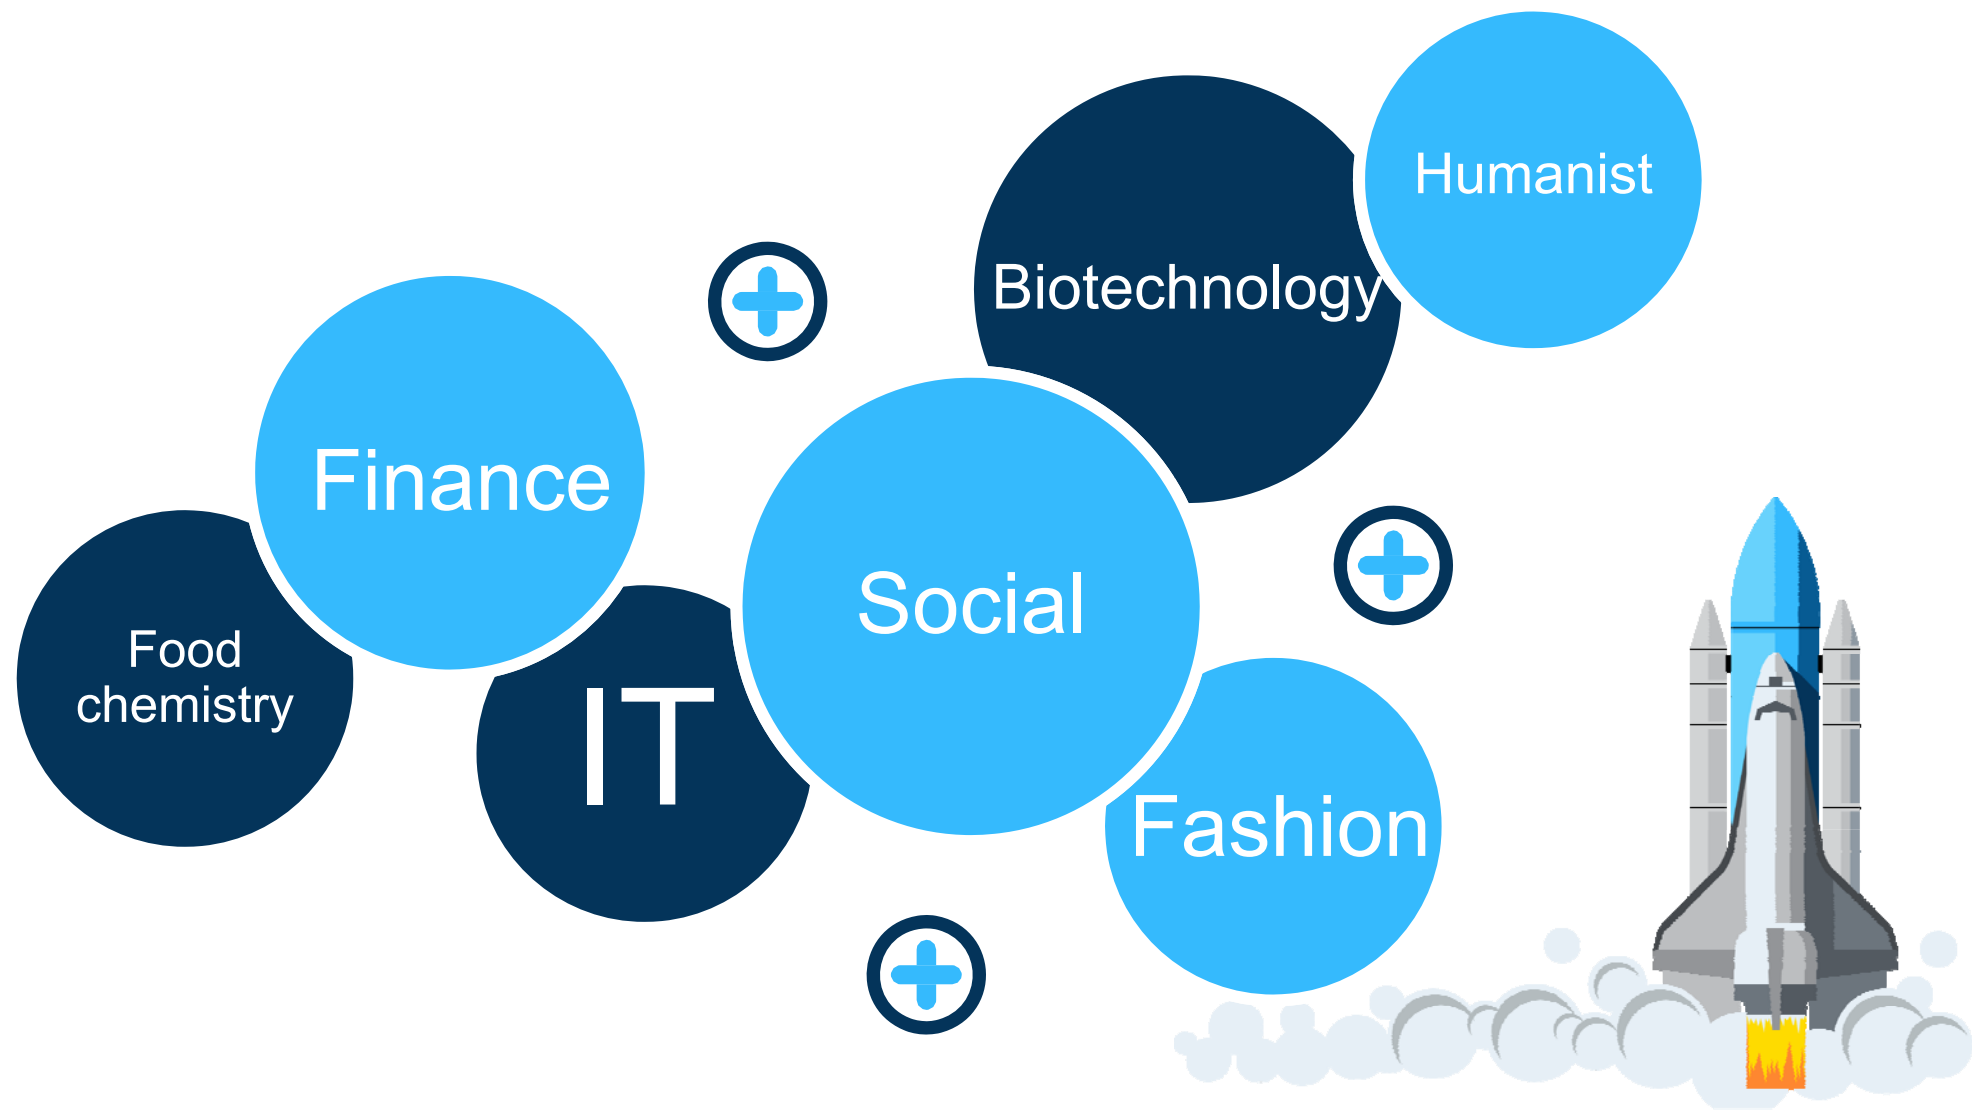 Humanist
Biotechnology
Finance
Social
Food
chemistry
IT
Fashion